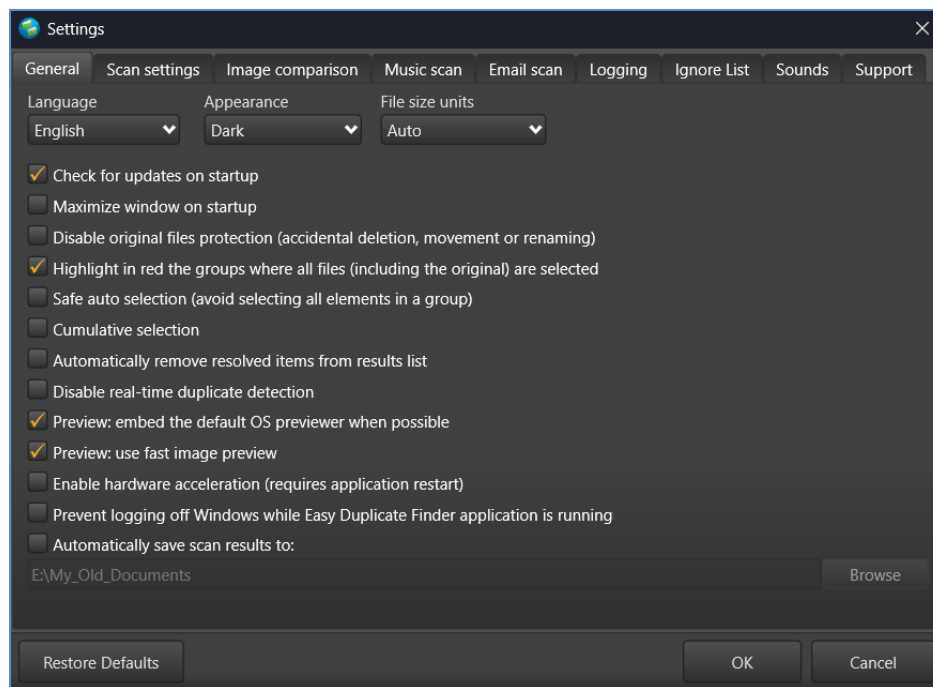 Settings
General Scan settings Image comparison Music scan Email scan Logging Ignore List Sounds Support
Language Appearance File size units
English Dark Auto
Check for updates on startup
Maximize window on startup
Disable original files protection (accidental deletion, movement or renaming)
Highlight in red the groups where all files (including the original) are selected
Safe auto selection (avoid selecting all elements in a group)
Cumulative selection
Automatically remove resolved items from results list
Disable real-time duplicate detection
Preview: embed the default OS previewer when possible
Preview: use fast image preview
Enable hardware acceleration (requires application restart)
Prevent logging off Windows while Easy Duplicate Finder application is running
Automatically save scan results to:
E:\My_Old_Documents Browse
Restore Defaults OK Cancel